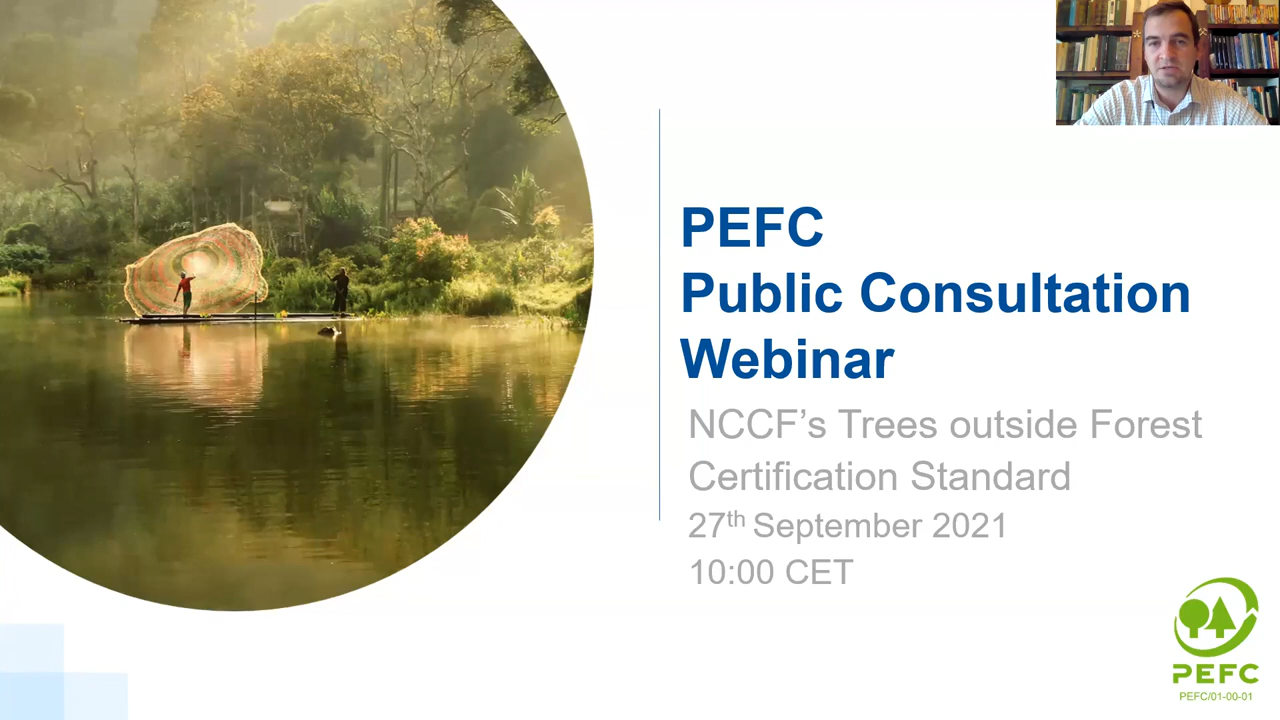 PEFC
Public Consultation
Webinar
NCCF's Trees outside Forest
Certification Standard
27th September 2021
10:00 CET
PEFC
PEFC/01-00-01